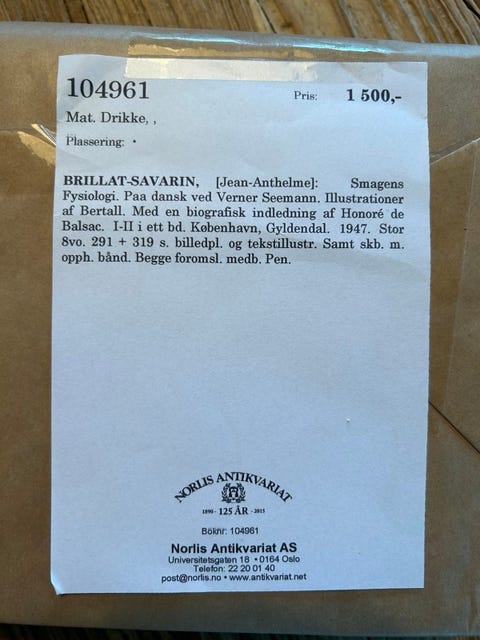 104961 Pris: 1 500,-
Mat. Drikke, ,
Plassering: •
BRILLAT-SAVARIN, [Jean-Anthelme]: Smagens
Fysiologi. Paa dansk ved Verner Seemann. Illustrationer
af Bertall. Med en biografisk indledning af Honoré de
Balsac. I-II i ett bd. København, Gyldendal. 1947. Stor
8vo. 291 + 319 s. billedpl. og tekstillustr. Samt skb. m.
opph. bånd. Begge foromsl. medb. Pen.
NORLIS ANTIKVARIAT
1890 - 125 ÅR - 2015
Boknr: 104961
Norlis Antikvariat AS
Universitetsgaten 18 • 0164 Oslo
Telefon: 22 20 01 40
post@norlis.no • www.antikvariat.net